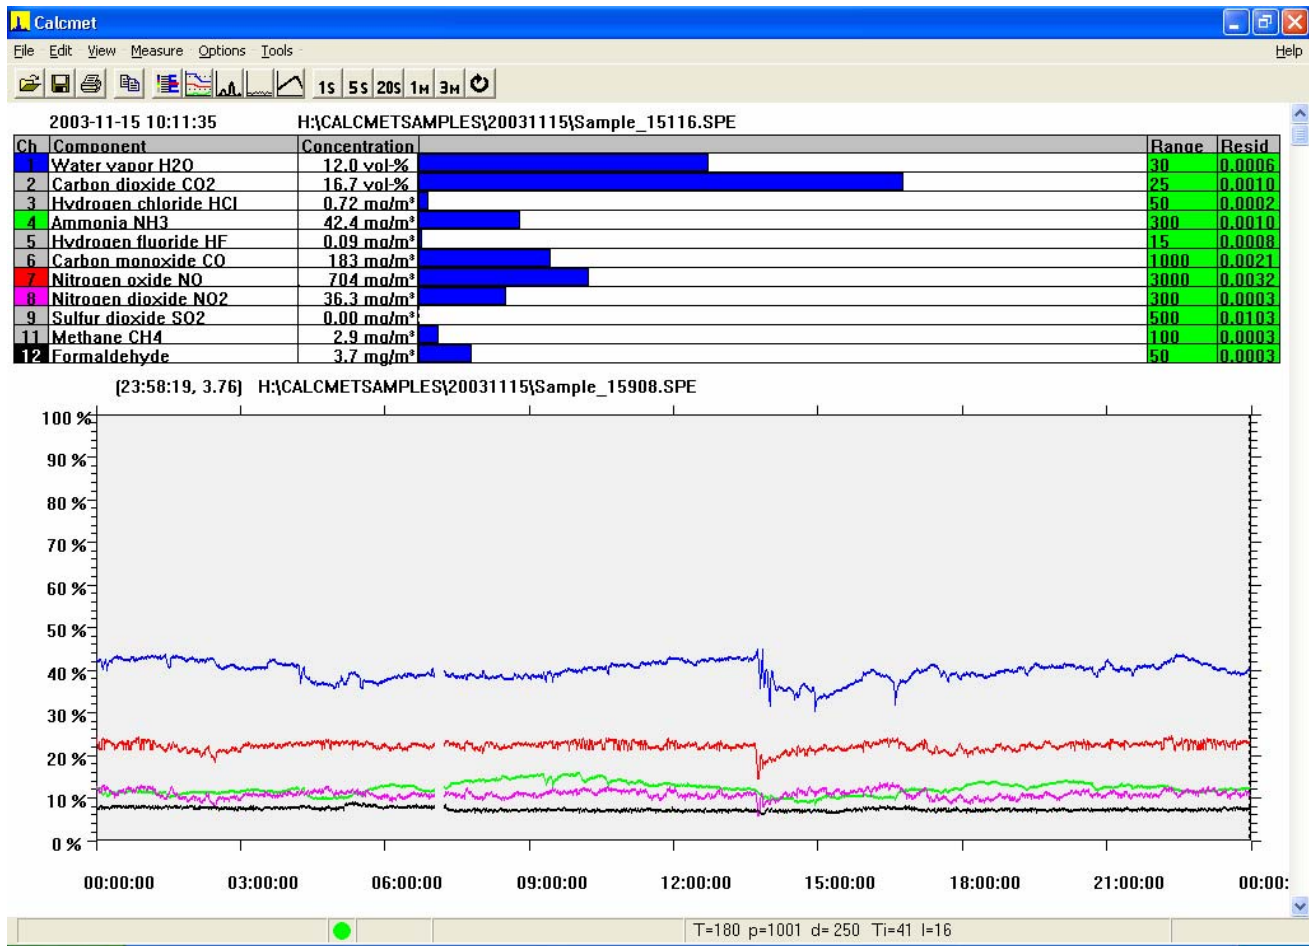 Calcmet
File Edit View Measure Options Tools Help
1S 5S 20S 1M 3M
2003-11-15 10:11:35 H:\CALCMETSAMPLES\20031115\Sample_15116.SPE
Ch Component Concentration Range Resid
1 Water vapor H2O 12.0 vol-% 30 0.0006
2 Carbon dioxide CO2 16.7 vol-% 25 0.0010
3 Hydrogen chloride HCl 0.72 mg/m³ 50 0.0002
4 Ammonia NH3 42.4 mg/m³ 300 0.0010
5 Hydrogen fluoride HF 0.09 mg/m³ 15 0.0008
6 Carbon monoxide CO 183 mg/m³ 1000 0.0021
7 Nitrogen oxide NO 704 mg/m³ 3000 0.0032
8 Nitrogen dioxide NO2 36.3 mg/m³ 300 0.0003
9 Sulfur dioxide SO2 0.00 mg/m³ 500 0.0103
11 Methane CH4 2.9 mg/m³ 100 0.0003
12 Formaldehyde 3.7 mg/m³ 50 0.0003
(23:58:19, 3.76) H:\CALCMETSAMPLES\20031115\Sample_15908.SPE
100 %
90 %
80 %
70 %
60 %
50 %
40 %
30 %
20 %
10 %
0 %
00:00:00 03:00:00 06:00:00 09:00:00 12:00:00 15:00:00 18:00:00 21:00:00 00:00:
T=180 p=1001 d= 250 Ti=41 I=16